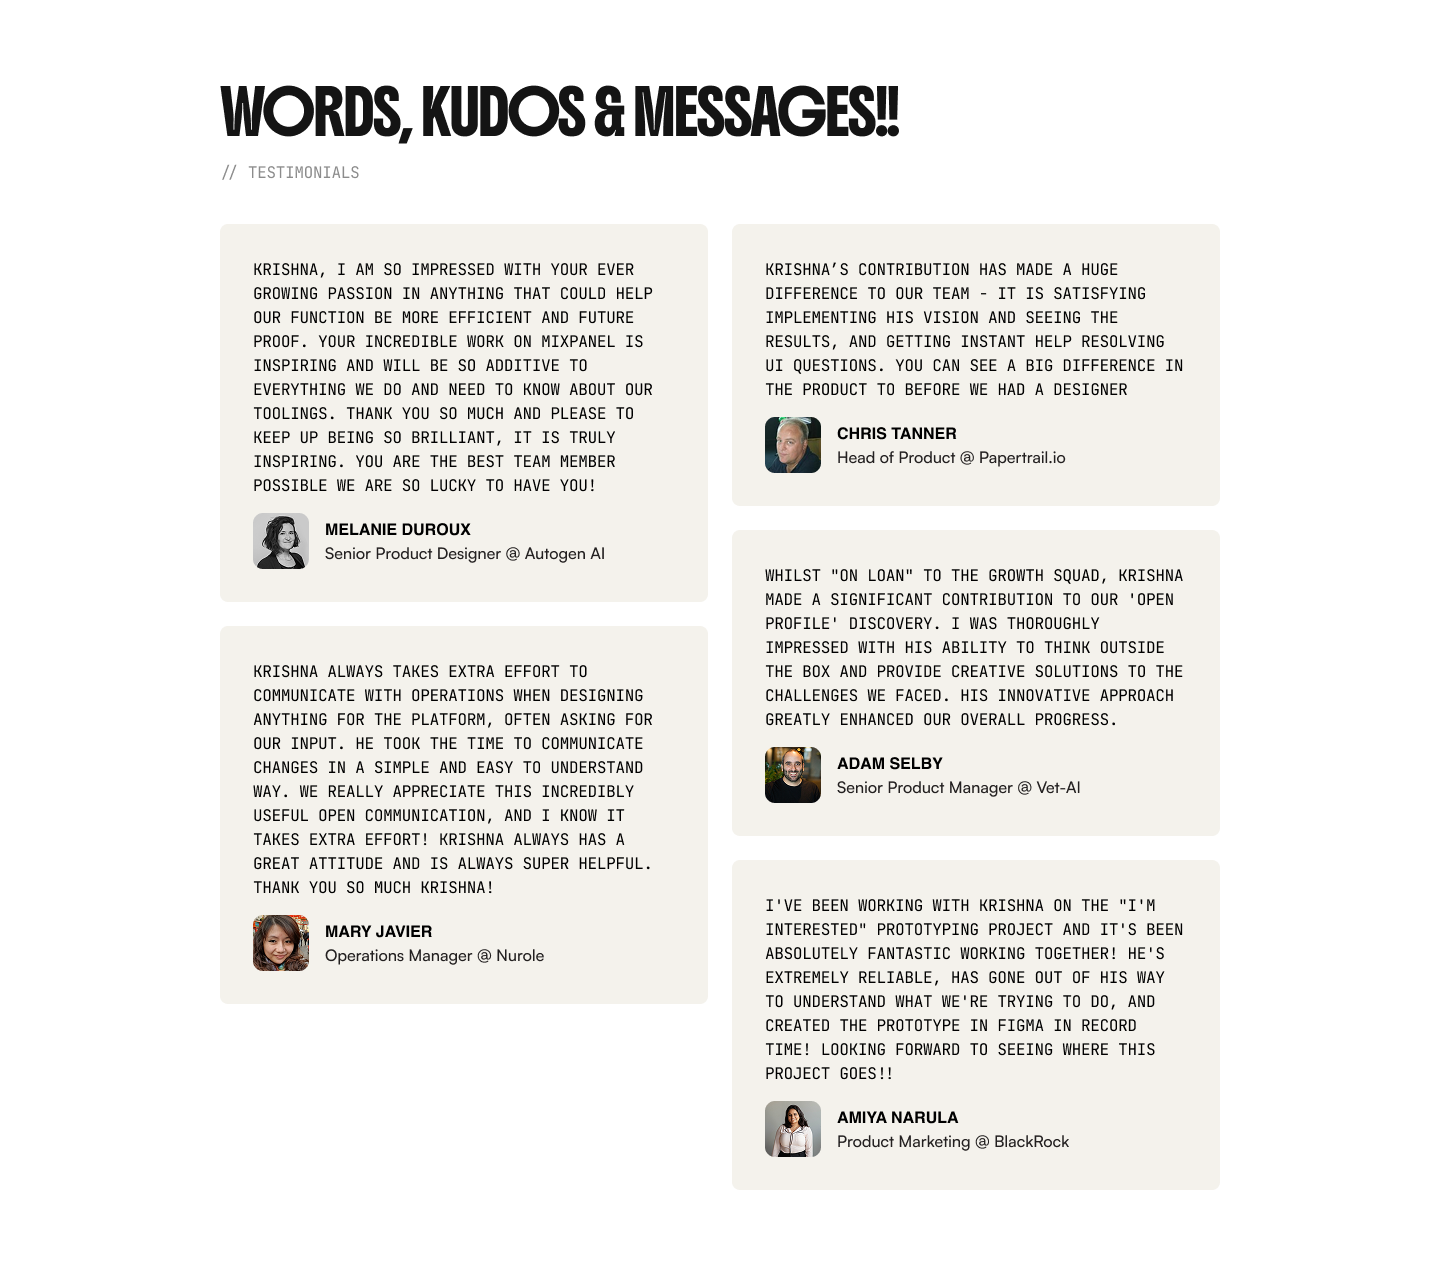 WORDS, KUDOS & MESSAGES!!
// TESTIMONIALS
KRISHNA, I AM SO IMPRESSED WITH YOUR EVER
GROWING PASSION IN ANYTHING THAT COULD HELP
OUR FUNCTION BE MORE EFFICIENT AND FUTURE
PROOF. YOUR INCREDIBLE WORK ON MIXPANEL IS
INSPIRING AND WILL BE SO ADDITIVE TO
EVERYTHING WE DO AND NEED TO KNOW ABOUT OUR
TOOLINGS. THANK YOU SO MUCH AND PLEASE TO
KEEP UP BEING SO BRILLIANT, IT IS TRULY
INSPIRING. YOU ARE THE BEST TEAM MEMBER
POSSIBLE WE ARE SO LUCKY TO HAVE YOU!
MELANIE DUROUX
Senior Product Designer @ Autogen AI
KRISHNA ALWAYS TAKES EXTRA EFFORT TO
COMMUNICATE WITH OPERATIONS WHEN DESIGNING
ANYTHING FOR THE PLATFORM, OFTEN ASKING FOR
OUR INPUT. HE TOOK THE TIME TO COMMUNICATE
CHANGES IN A SIMPLE AND EASY TO UNDERSTAND
WAY. WE REALLY APPRECIATE THIS INCREDIBLY
USEFUL OPEN COMMUNICATION, AND I KNOW IT
TAKES EXTRA EFFORT! KRISHNA ALWAYS HAS A
GREAT ATTITUDE AND IS ALWAYS SUPER HELPFUL.
THANK YOU SO MUCH KRISHNA!
MARY JAVIER
Operations Manager @ Nurole
KRISHNA’S CONTRIBUTION HAS MADE A HUGE
DIFFERENCE TO OUR TEAM - IT IS SATISFYING
IMPLEMENTING HIS VISION AND SEEING THE
RESULTS, AND GETTING INSTANT HELP RESOLVING
UI QUESTIONS. YOU CAN SEE A BIG DIFFERENCE IN
THE PRODUCT TO BEFORE WE HAD A DESIGNER
CHRIS TANNER
Head of Product @ Papertrail.io
WHILST "ON LOAN" TO THE GROWTH SQUAD, KRISHNA
MADE A SIGNIFICANT CONTRIBUTION TO OUR 'OPEN
PROFILE' DISCOVERY. I WAS THOROUGHLY
IMPRESSED WITH HIS ABILITY TO THINK OUTSIDE
THE BOX AND PROVIDE CREATIVE SOLUTIONS TO THE
CHALLENGES WE FACED. HIS INNOVATIVE APPROACH
GREATLY ENHANCED OUR OVERALL PROGRESS.
ADAM SELBY
Senior Product Manager @ Vet-AI
I'VE BEEN WORKING WITH KRISHNA ON THE "I'M
INTERESTED" PROTOTYPING PROJECT AND IT'S BEEN
ABSOLUTELY FANTASTIC WORKING TOGETHER! HE'S
EXTREMELY RELIABLE, HAS GONE OUT OF HIS WAY
TO UNDERSTAND WHAT WE'RE TRYING TO DO, AND
CREATED THE PROTOTYPE IN FIGMA IN RECORD
TIME! LOOKING FORWARD TO SEEING WHERE THIS
PROJECT GOES!!
AMIYA NARULA
Product Marketing @ BlackRock